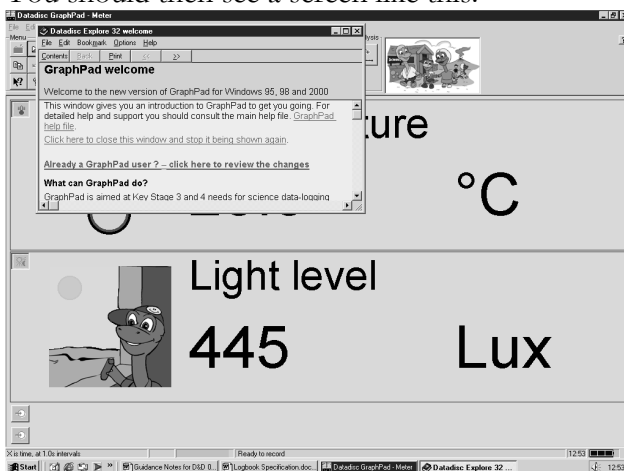 You should then see a screen like this:
Datadisc GraphPad - Meter
Datadisc Explore 32 welcome
File Edit Bookmark Options Help
Contents Back Print << >>
GraphPad welcome
Welcome to the new version of GraphPad for Windows 95, 98 and 2000
This window gives you an introduction to GraphPad to get you going. For
detailed help and support you should consult the main help file. GraphPad
help file.
Click here to close this window and stop it being shown again.
Already a GraphPad user ? – click here to review the changes
What can GraphPad do?
GraphPad is aimed at Key Stage 3 and 4 needs for science data-logging
Menu
alysis
ture
°C
Light level
445 Lux
X is time, at 1.0s intervals
Ready to record
12:53
Start
Guidance Notes for D&D 0...
Logbook Specification.doc...
Datadisc GraphPad - Meter
Datadisc Explore 32 ...
12:53